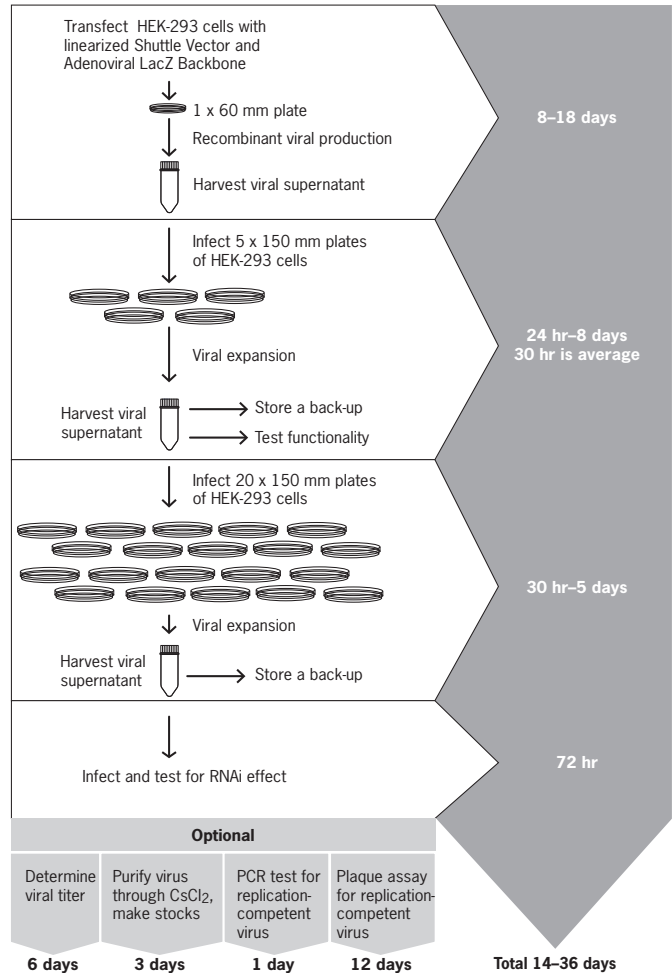 Transfect HEK-293 cells with
linearized Shuttle Vector and
Adenoviral LacZ Backbone
1 x 60 mm plate
Recombinant viral production
Harvest viral supernatant
8–18 days
Infect 5 x 150 mm plates
of HEK-293 cells
Viral expansion
Harvest viral
supernatant
Store a back-up
Test functionality
24 hr–8 days
30 hr is average
Infect 20 x 150 mm plates
of HEK-293 cells
Viral expansion
Harvest viral
supernatant
Store a back-up
30 hr–5 days
Infect and test for RNAi effect
72 hr
Optional
Determine
viral titer
6 days
Purify virus
through CsCl2,
make stocks
3 days
PCR test for
replication-
competent
virus
1 day
Plaque assay
for replication-
competent
virus
12 days
Total 14–36 days